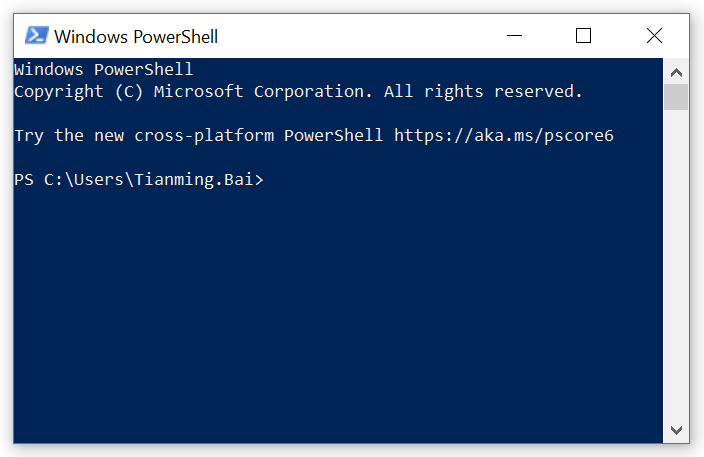 Windows PowerShell
Windows PowerShell
Copyright (C) Microsoft Corporation. All rights reserved.
Try the new cross-platform PowerShell https://aka.ms/pscore6
PS C:\Users\Tianming.Bai>